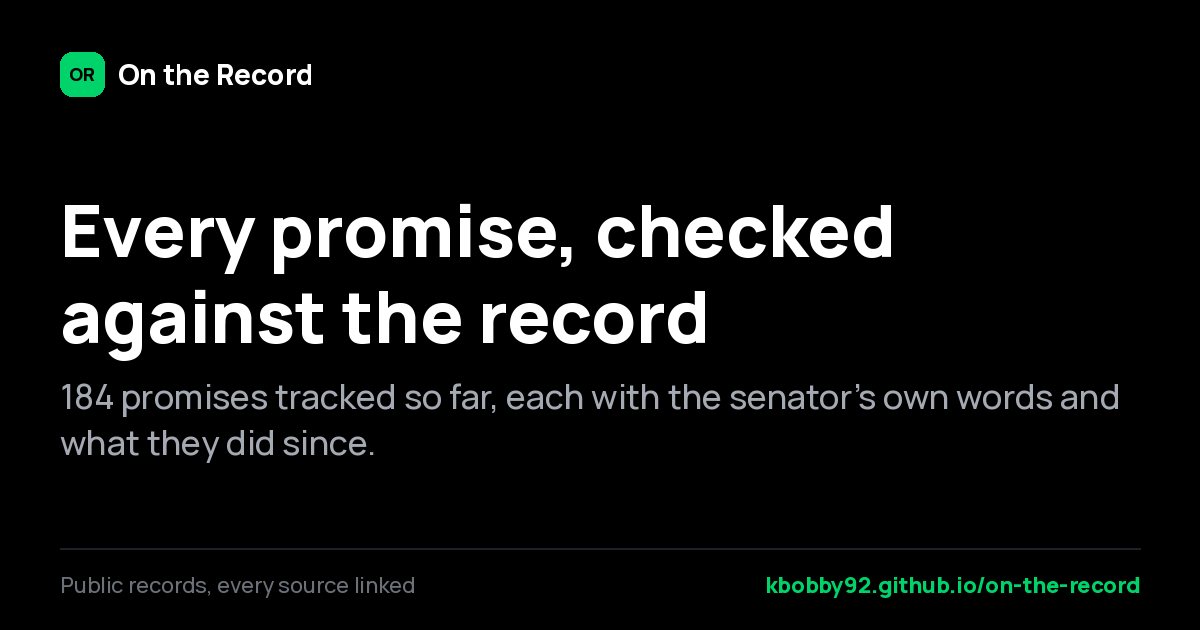 OR On the Record
Every promise, checked
against the record
184 promises tracked so far, each with the senator’s own words and
what they did since.
Public records, every source linked
kbobby92.github.io/on-the-record